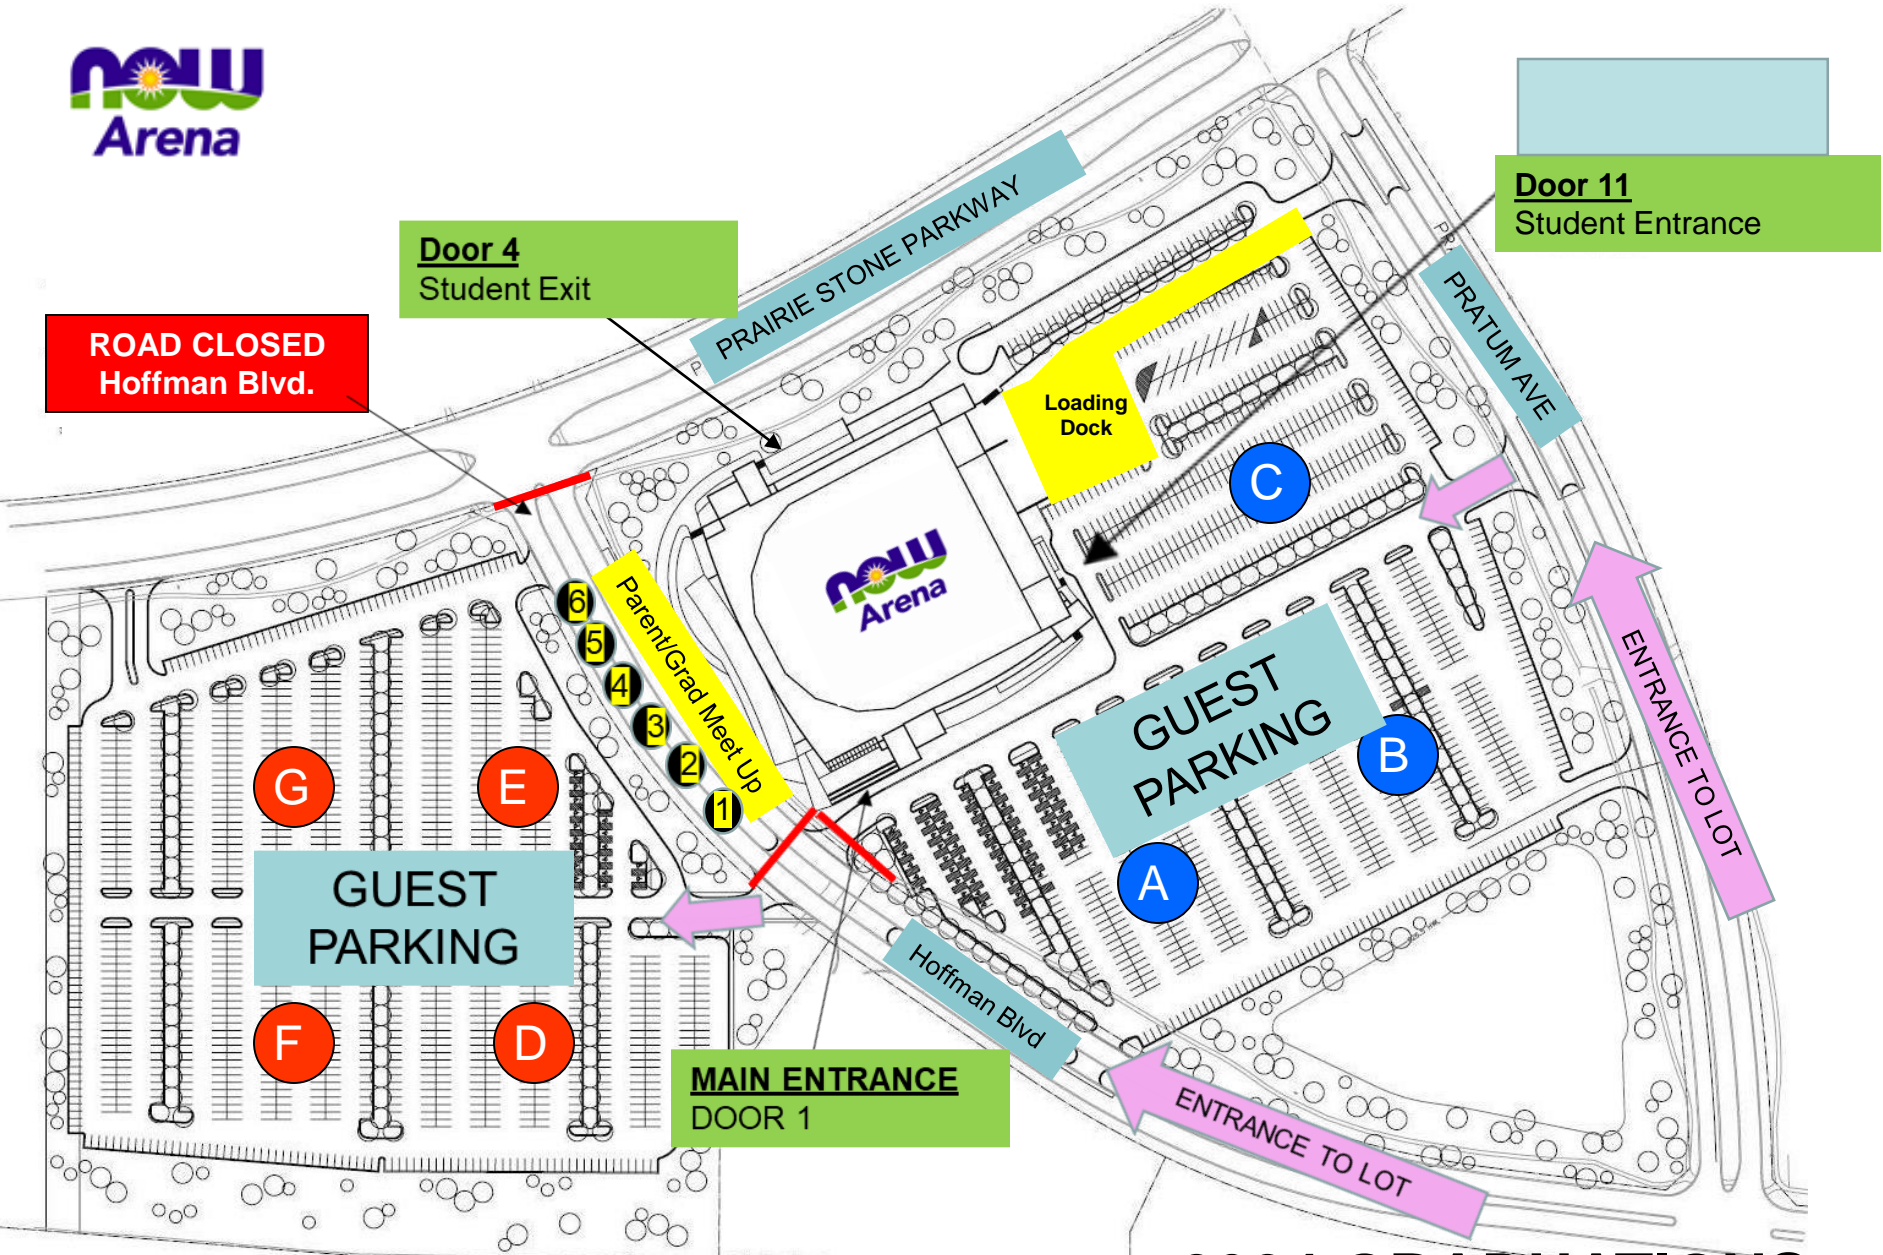 now
Arena
Door 11
Student Entrance
Door 4
Student Exit
PRAIRIE STONE PARKWAY
PRATUM AVE
ROAD CLOSED
Hoffman Blvd.
Loading
Dock
C
now
Arena
6
5
4
3
2
1
Parent/Grad Meet Up
ENTRANCE TO LOT
GUEST
PARKING
B
A
G
E
GUEST
PARKING
F
D
Hoffman Blvd
MAIN ENTRANCE
DOOR 1
ENTRANCE TO LOT